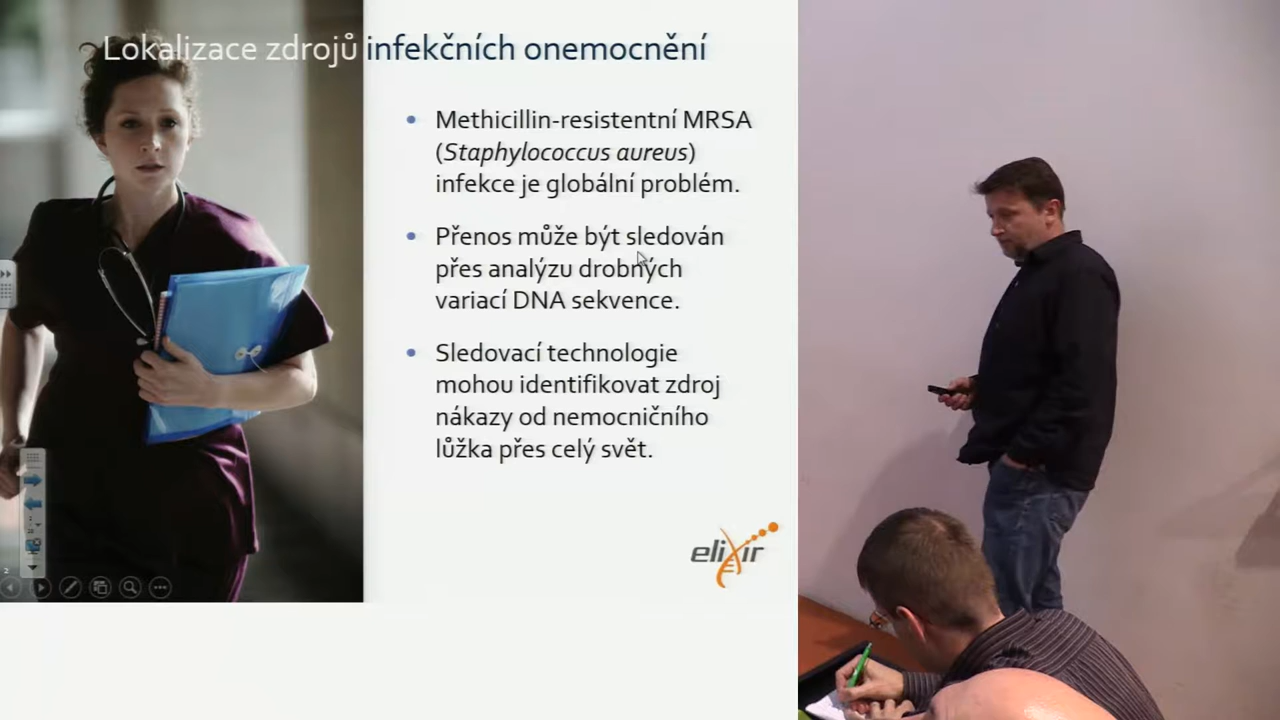 Lokalizace zdrojů infekčních onemocnění
• Methicillin-resistentní MRSA
(Staphylococcus aureus)
infekce je globální problém.
• Přenos může být sledován
přes analýzu drobných
variací DNA sekvence.
• Sledovací technologie
mohou identifikovat zdroj
nákazy od nemocničního
lůžka přes celý svět.
elixir
2